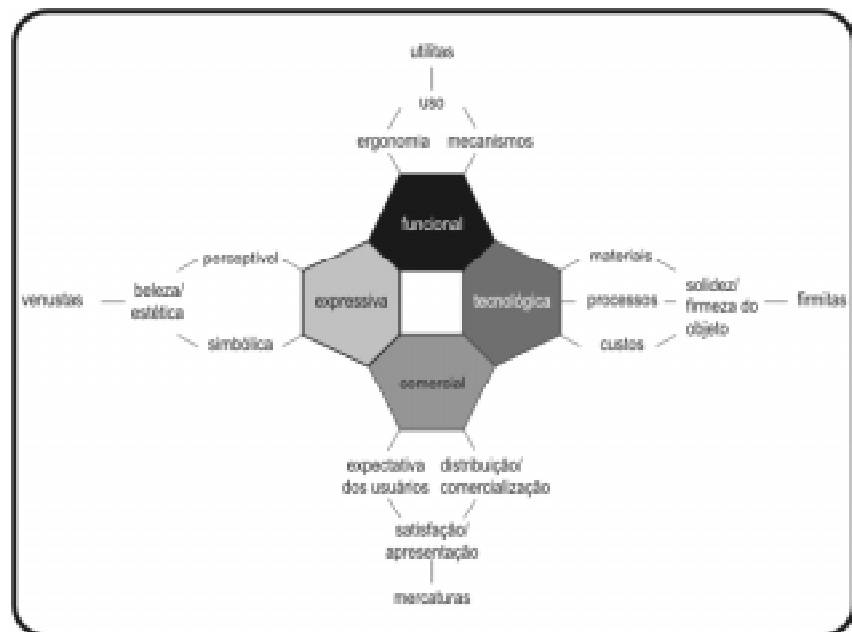 utilitas
uso
ergonomia mecanismos
funcional
perceptível
venustas
beleza/
estética
simbólica
expressiva
tecnológica
materiais
processos
custos
solidez/
firmeza do
objeto
firmitas
comercial
expectativa
dos usuários
distribuição/
comercialização
satisfação/
apresentação
mercaturas